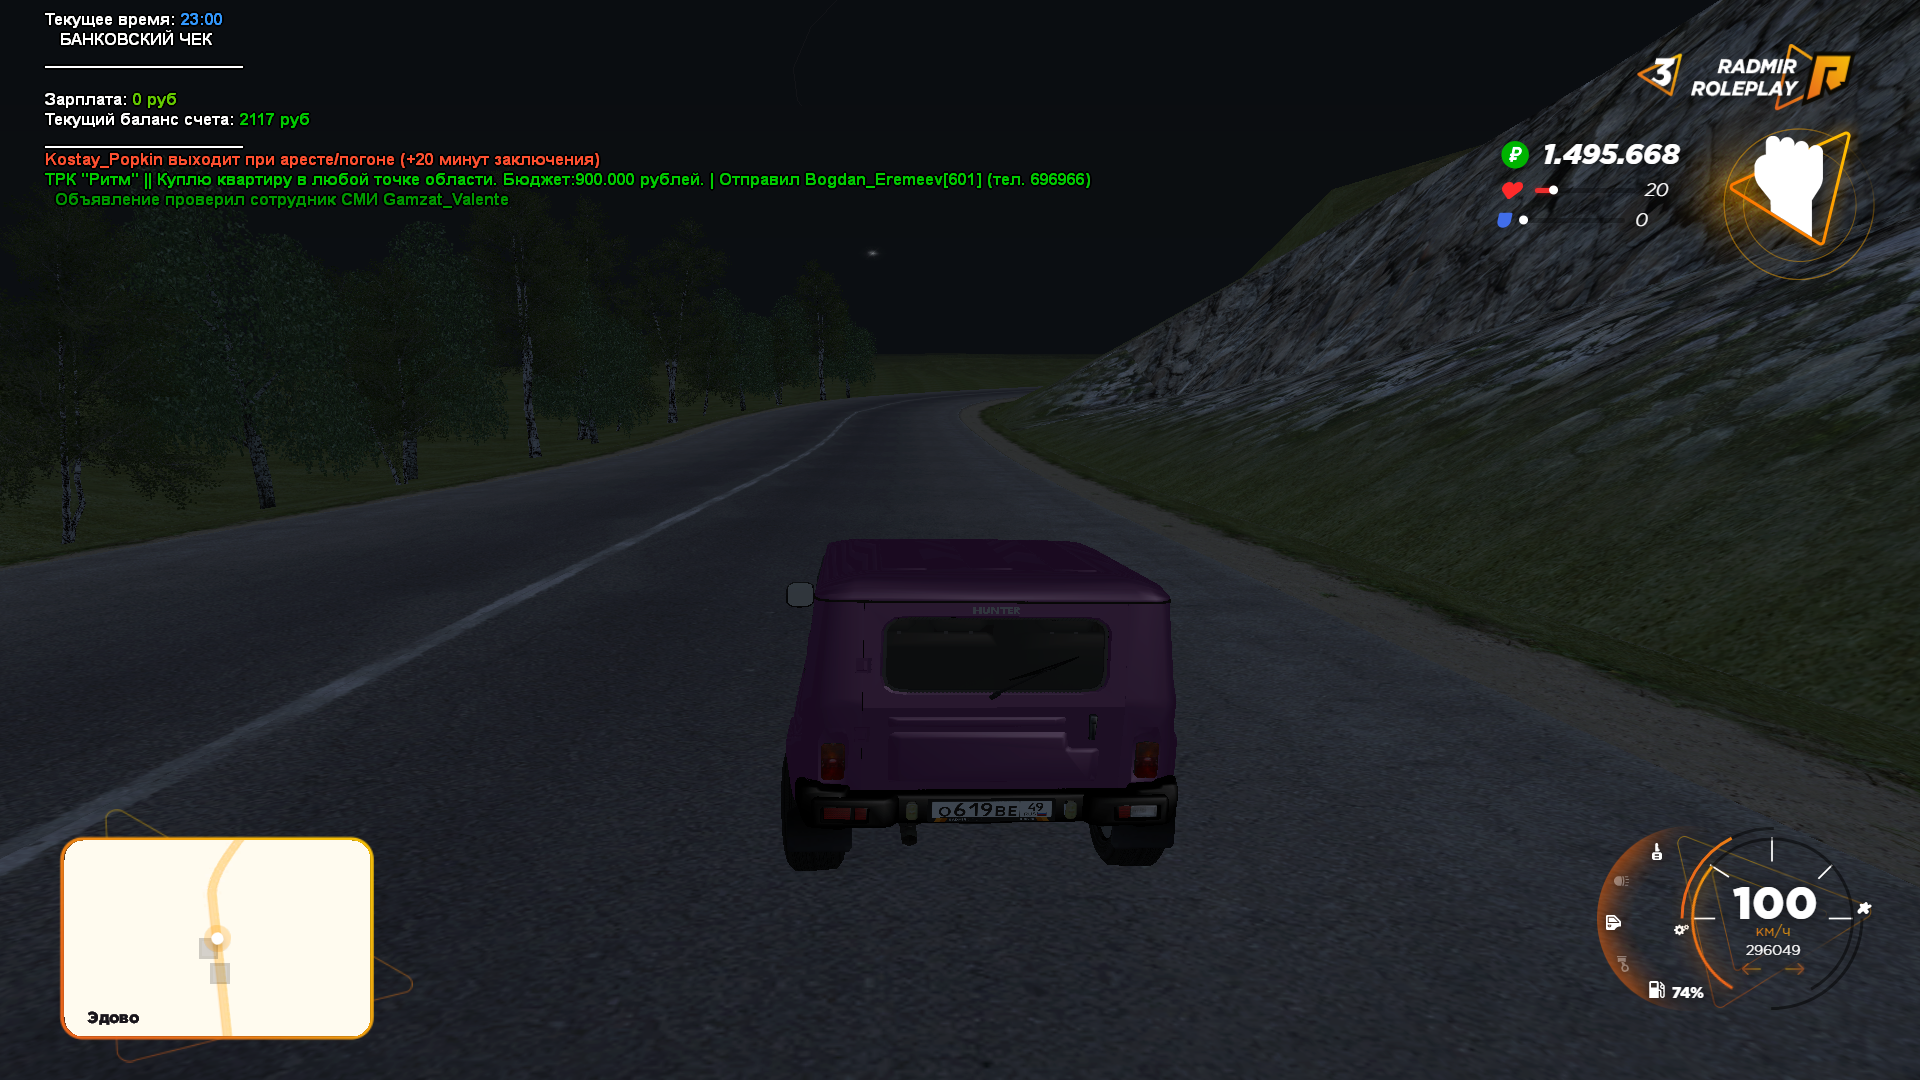 Текущее время: 23:00
БАНКОВСКИЙ ЧЕК
Зарплата: 0 руб
Текущий баланс счета: 2117 руб
Kostay_Popkin выходит при аресте/погоне (+20 минут заключения)
ТРК "Ритм" || Куплю квартиру в любой точке области. Бюджет:900.000 рублей. | Отправил Bogdan_Eremeev[601] (тел. 696966)
Объявление проверил сотрудник СМИ Gamzat_Valente
3
RADMIR
ROLEPLAY
1.495.668
20
0
HUNTER
О619ВЕ 49
Эдово
100
км/ч
296049
74%